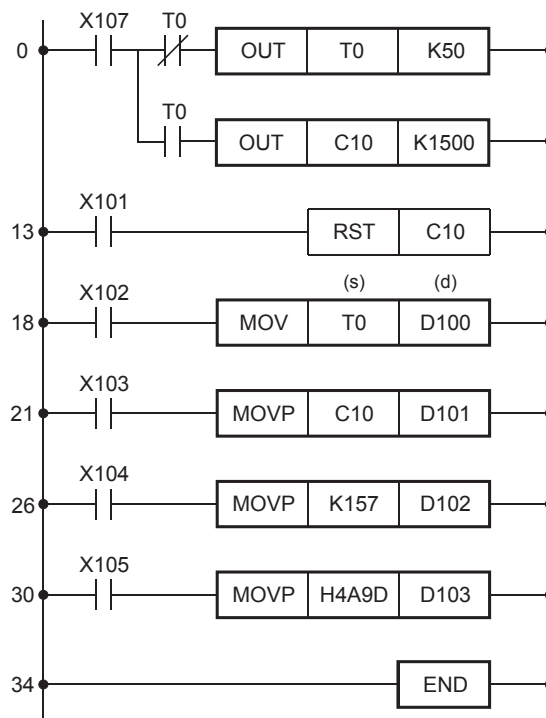 X107 T0
0 OUT T0 K50
T0
OUT C10 K1500
X101
13 RST C10
(s) (d)
X102
18 MOV T0 D100
X103
21 MOVP C10 D101
X104
26 MOVP K157 D102
X105
30 MOVP H4A9D D103
34 END